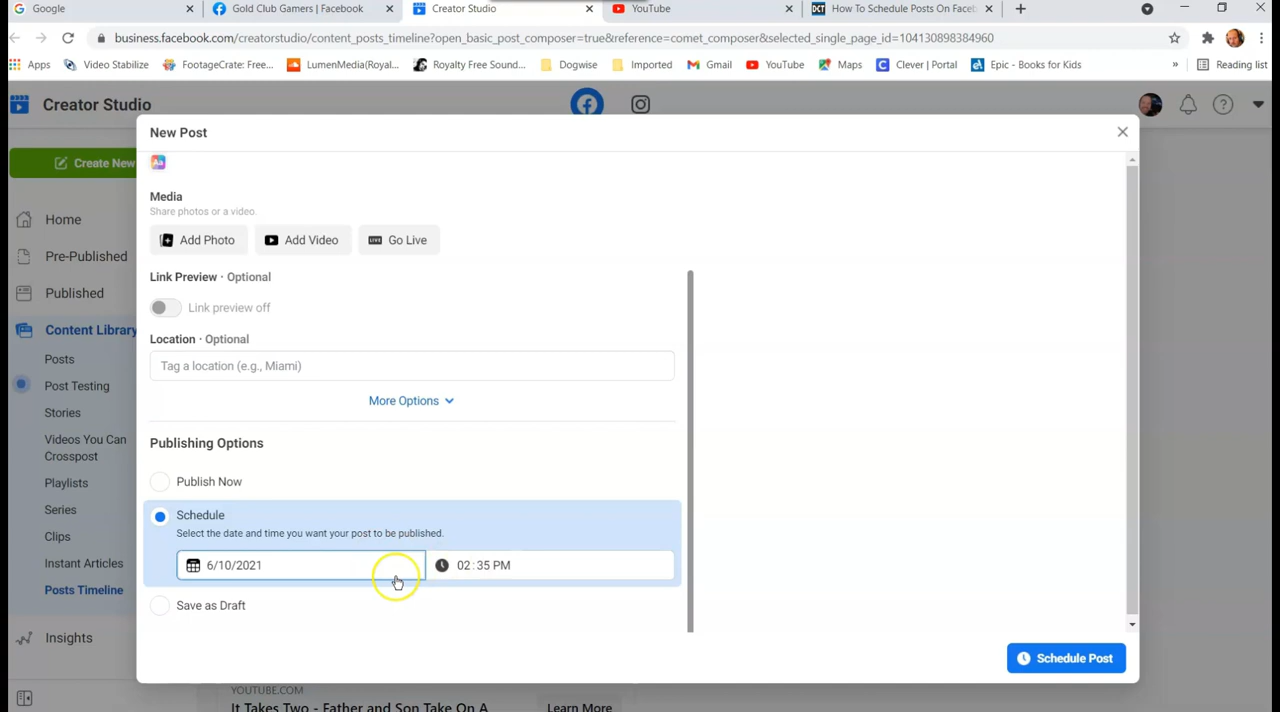 Google
Gold Club Gamers | Facebook
Creator Studio
YouTube
How To Schedule Posts On Faceb
business.facebook.com/creatorstudio/content_posts_timeline?open_basic_post_composer=true&reference=comet_composer&selected_single_page_id=104130898384960
Apps
Video Stabilize
FootageCrate: Free...
LumenMedia(Royal...
Royalty Free Sound...
Dogwise
Imported
Gmail
YouTube
Maps
Clever | Portal
Epic - Books for Kids
»
Reading list
Creator Studio
New Post
Create New
Aa
Media
Share photos or a video.
Add Photo
Add Video
LIVE Go Live
Home
Pre-Published
Published
Content Library
Posts
Post Testing
Stories
Videos You Can
Crosspost
Playlists
Series
Clips
Instant Articles
Posts Timeline
Insights
Link Preview · Optional
Link preview off
Location · Optional
Tag a location (e.g., Miami)
More Options
Publishing Options
Publish Now
Schedule
Select the date and time you want your post to be published.
6/10/2021
02:35 PM
Save as Draft
Schedule Post
YOUTUBE.COM
It Takes Two - Father and Son Take On A
Learn More